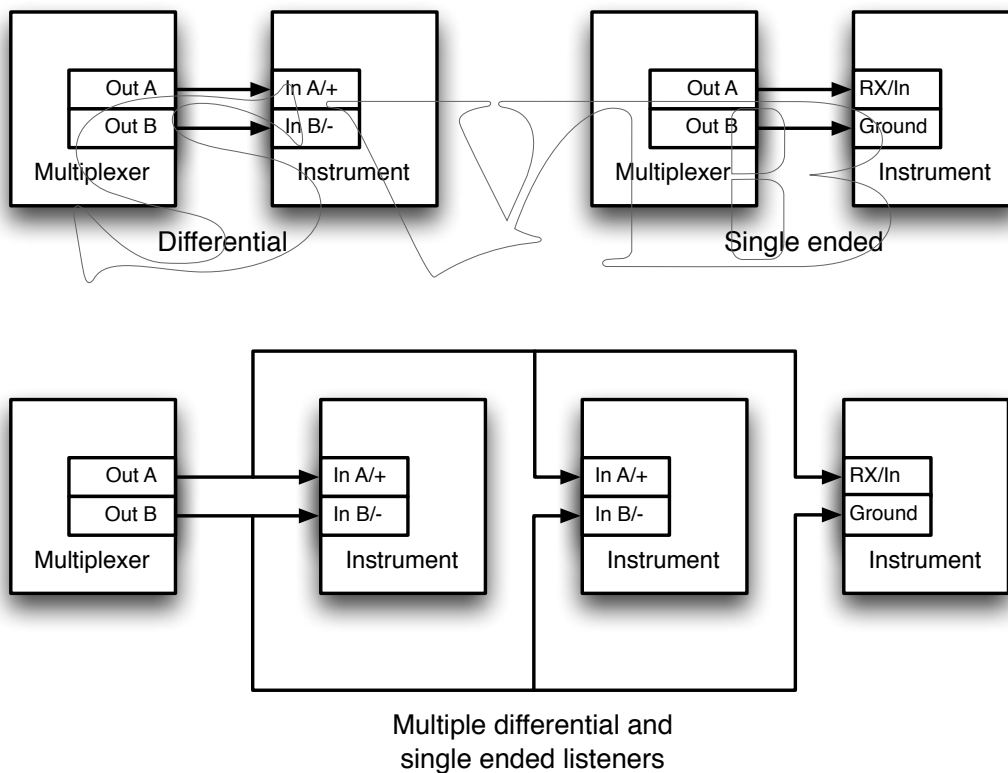 Out A
In A/+
Out B
In B/-
Multiplexer
Instrument
Differential
Out A
RX/In
Out B
Ground
Multiplexer
Instrument
Single ended
Out A
Out B
Multiplexer
In A/+
In B/-
Instrument
In A/+
In B/-
Instrument
RX/In
Ground
Instrument
Multiple differential and
single ended listeners